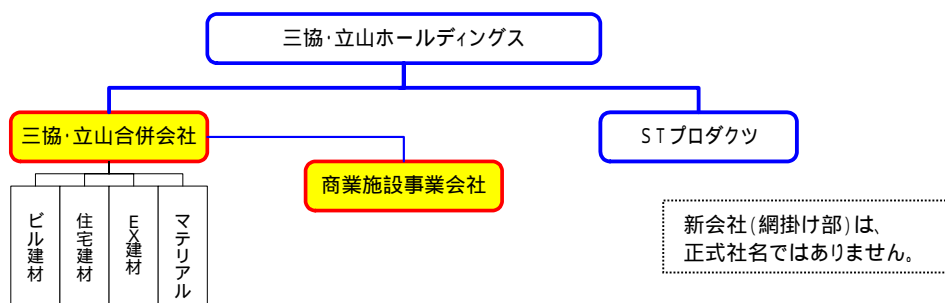 三協・立山ホールディングス
三協・立山合併会社
STプロダクツ
商業施設事業会社
ビル建材
住宅建材
EX建材
マテリアル
新会社(網掛け部)は、
正式社名ではありません。